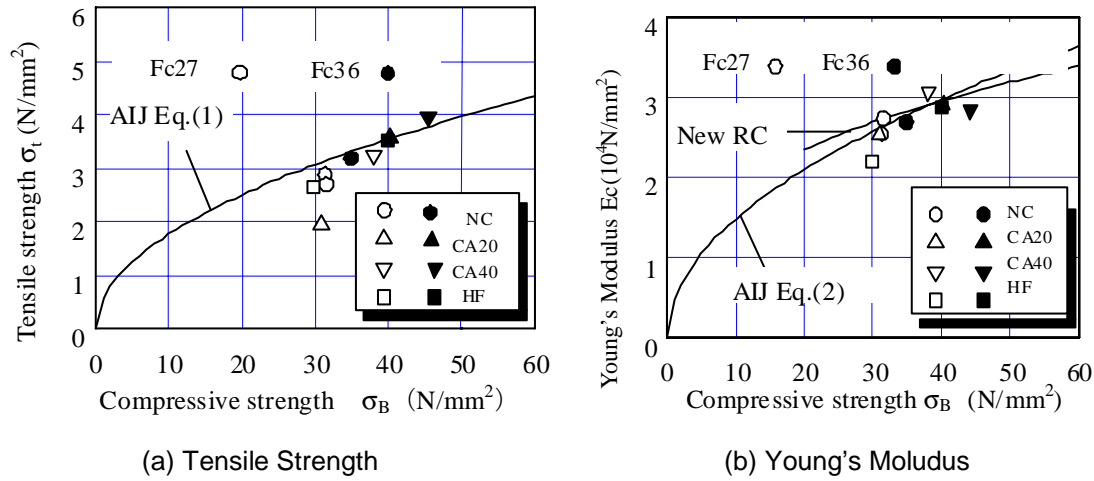 6
5
4
3
2
1
0
Tensile strength σt (N/mm2)
Fc27
Fc36
AIJ Eq.(1)
NC
CA20
CA40
HF
0 10 20 30 40 50 60
Compressive strength σB (N/mm2)
(a) Tensile Strength
4
3
2
1
0
Young's Modulus Ec(104N/mm2)
Fc27
Fc36
New RC
AIJ Eq.(2)
NC
CA20
CA40
HF
0 10 20 30 40 50 60
Compressive strength σB (N/mm2)
(b) Young's Moludus